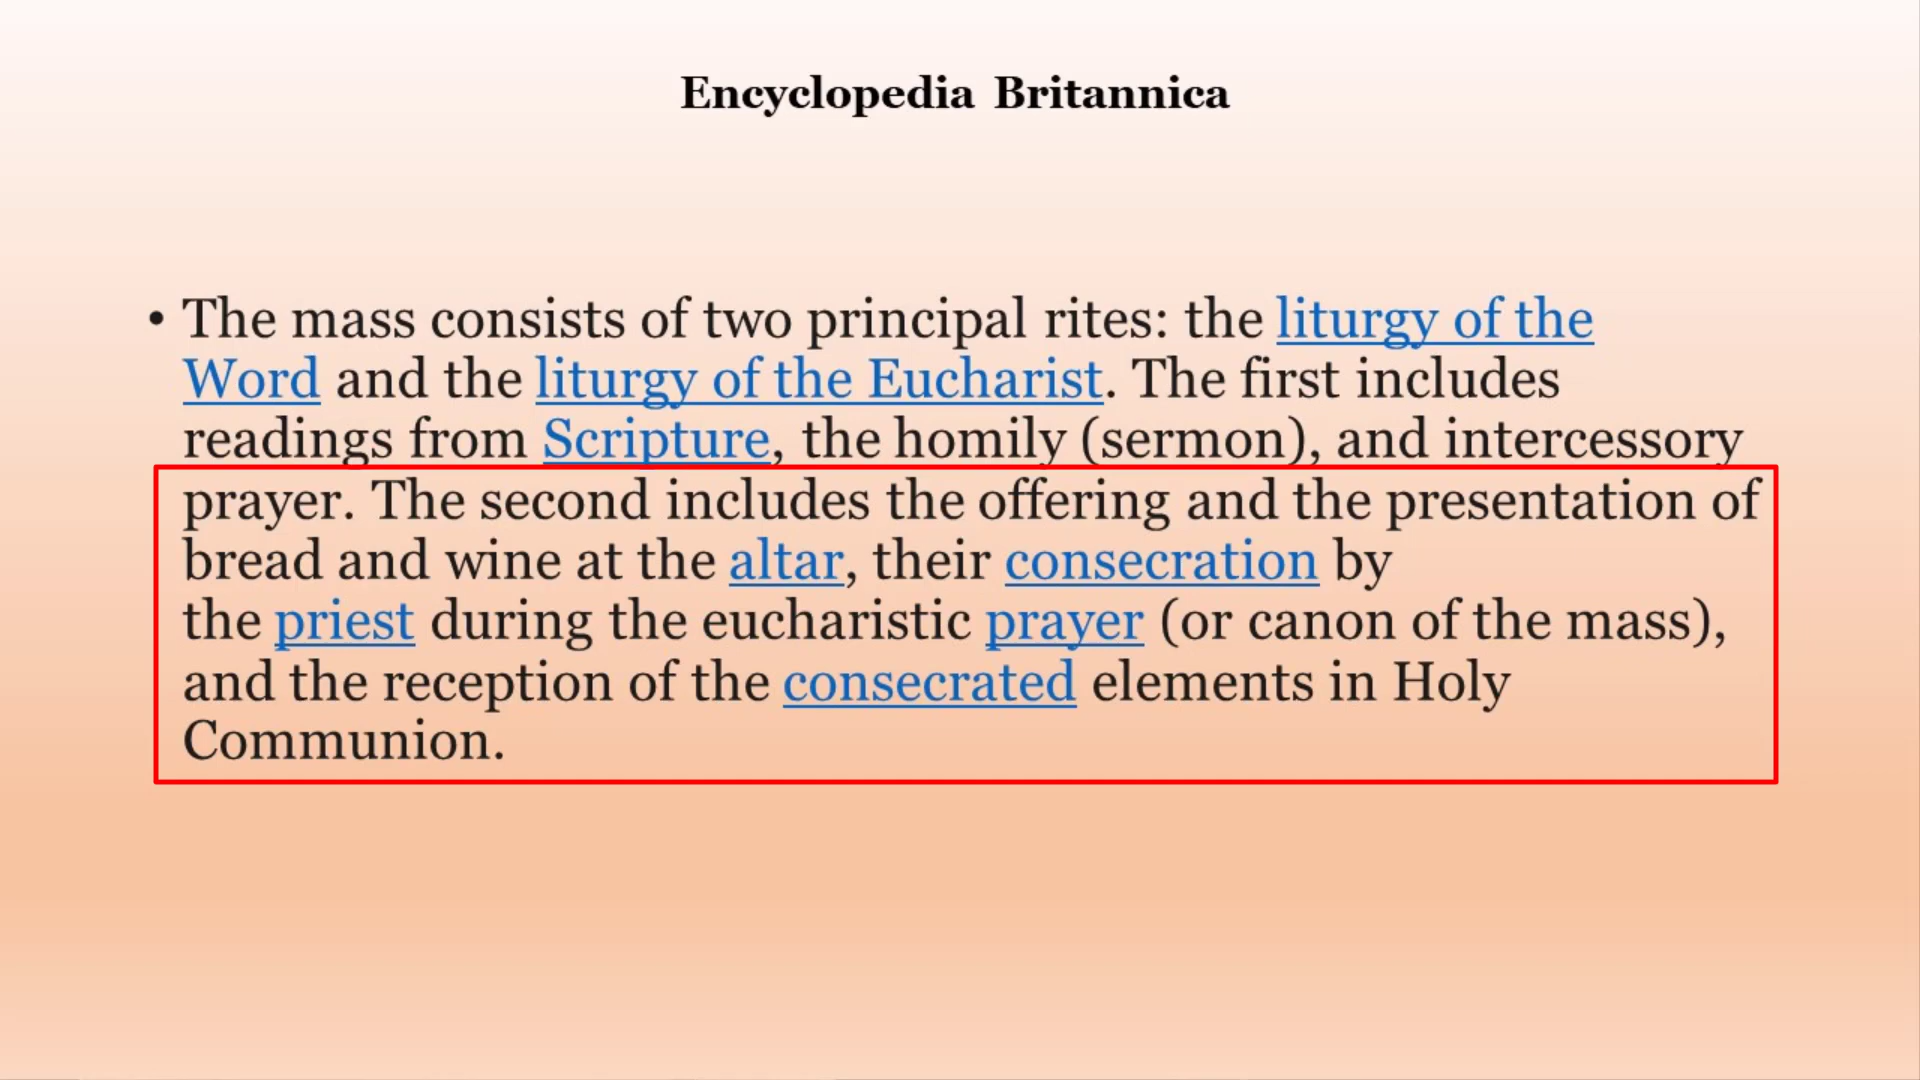 Encyclopedia Britannica
• The mass consists of two principal rites: the liturgy of the
Word and the liturgy of the Eucharist. The first includes
readings from Scripture, the homily (sermon), and intercessory
prayer. The second includes the offering and the presentation of
bread and wine at the altar, their consecration by
the priest during the eucharistic prayer (or canon of the mass),
and the reception of the consecrated elements in Holy
Communion.